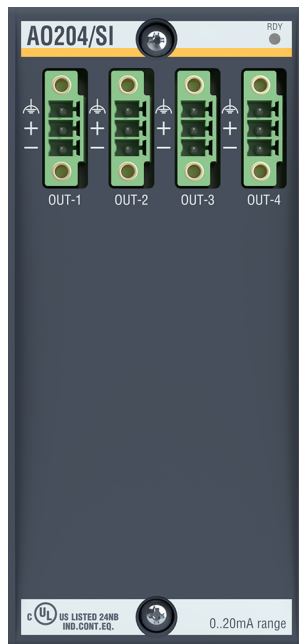 AO204/SI
RDY
+ + + +
− − − −
OUT-1 OUT-2 OUT-3 OUT-4
C UL US LISTED 24NB
IND.CONT.EQ.
0..20mA range